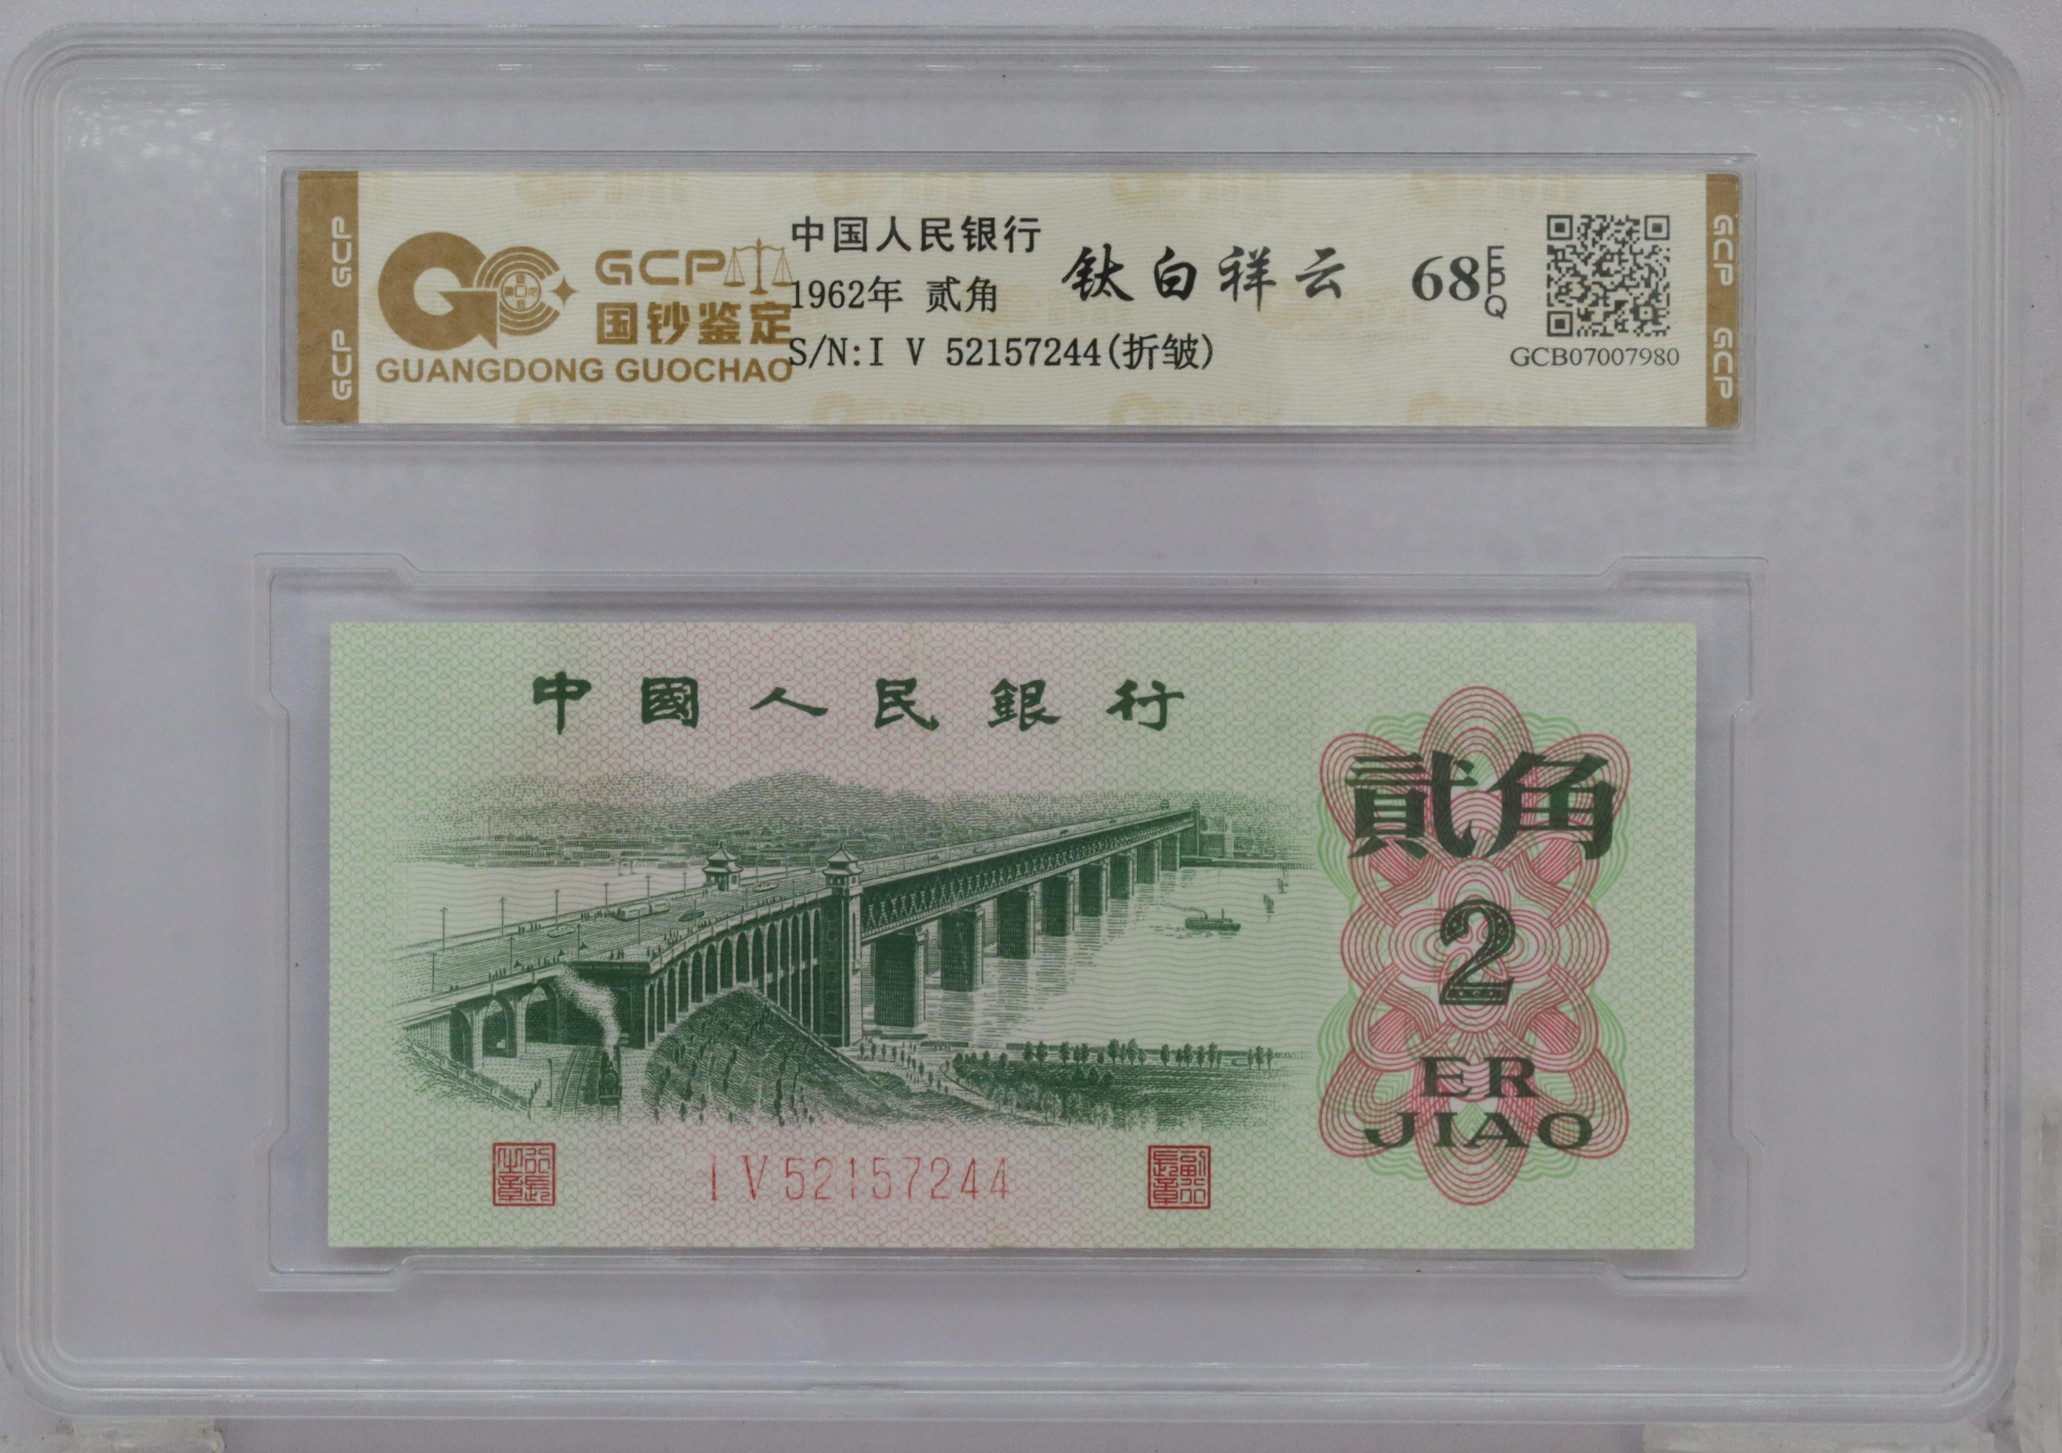 GCP
GCP
GCP
国钞鉴定
GUANGDONG GUOCHAO
中国人民银行
1962年 贰角
S/N:I V 52157244(折皱)
钛白祥云
68 EPQ
GCB07007980
GCP
GCP
中國人民銀行
貳角
2
ER
JIAO
I V 52157244